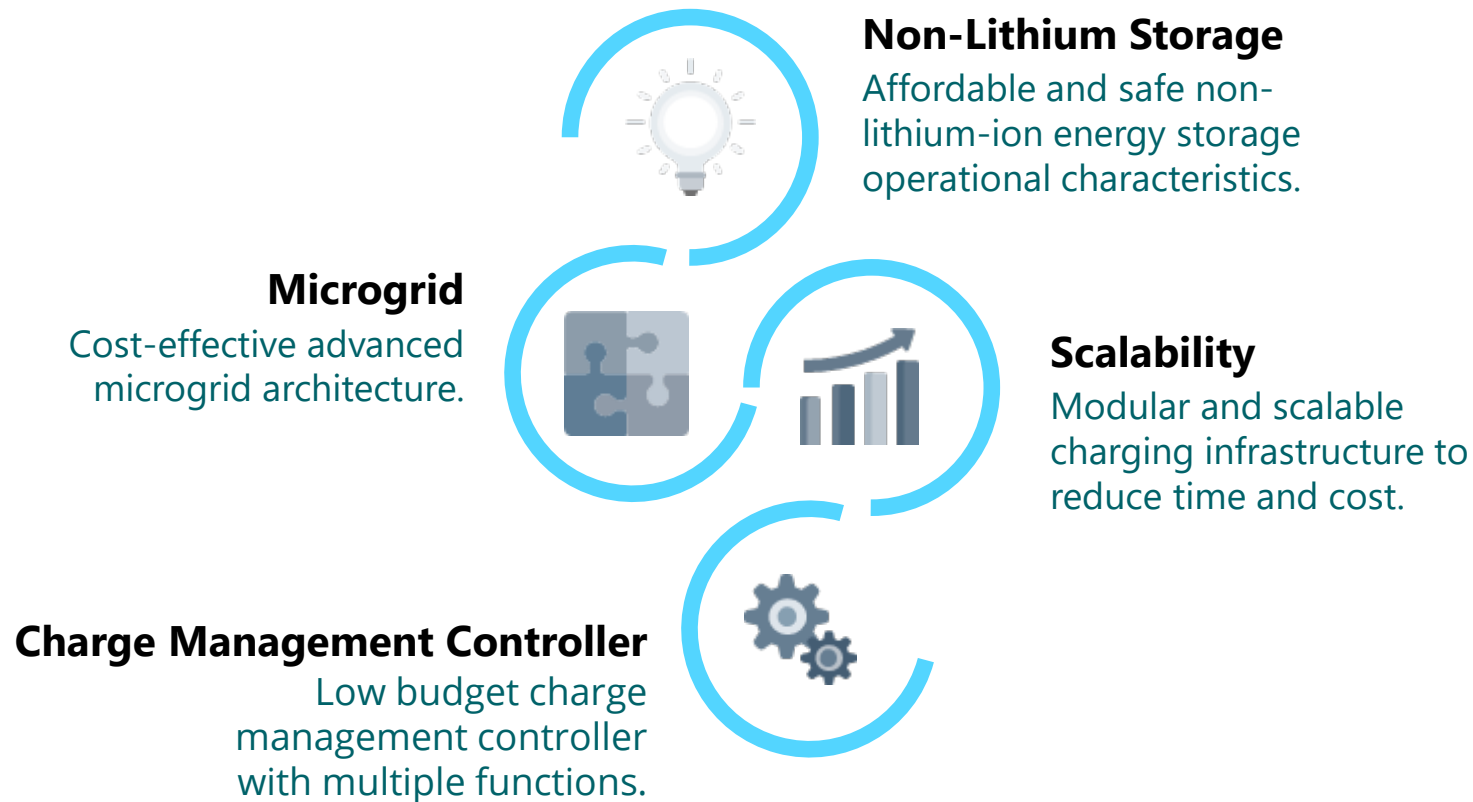 Non-Lithium Storage
Affordable and safe non-
lithium-ion energy storage
operational characteristics.
Microgrid
Cost-effective advanced
microgrid architecture.
Scalability
Modular and scalable
charging infrastructure to
reduce time and cost.
Charge Management Controller
Low budget charge
management controller
with multiple functions.